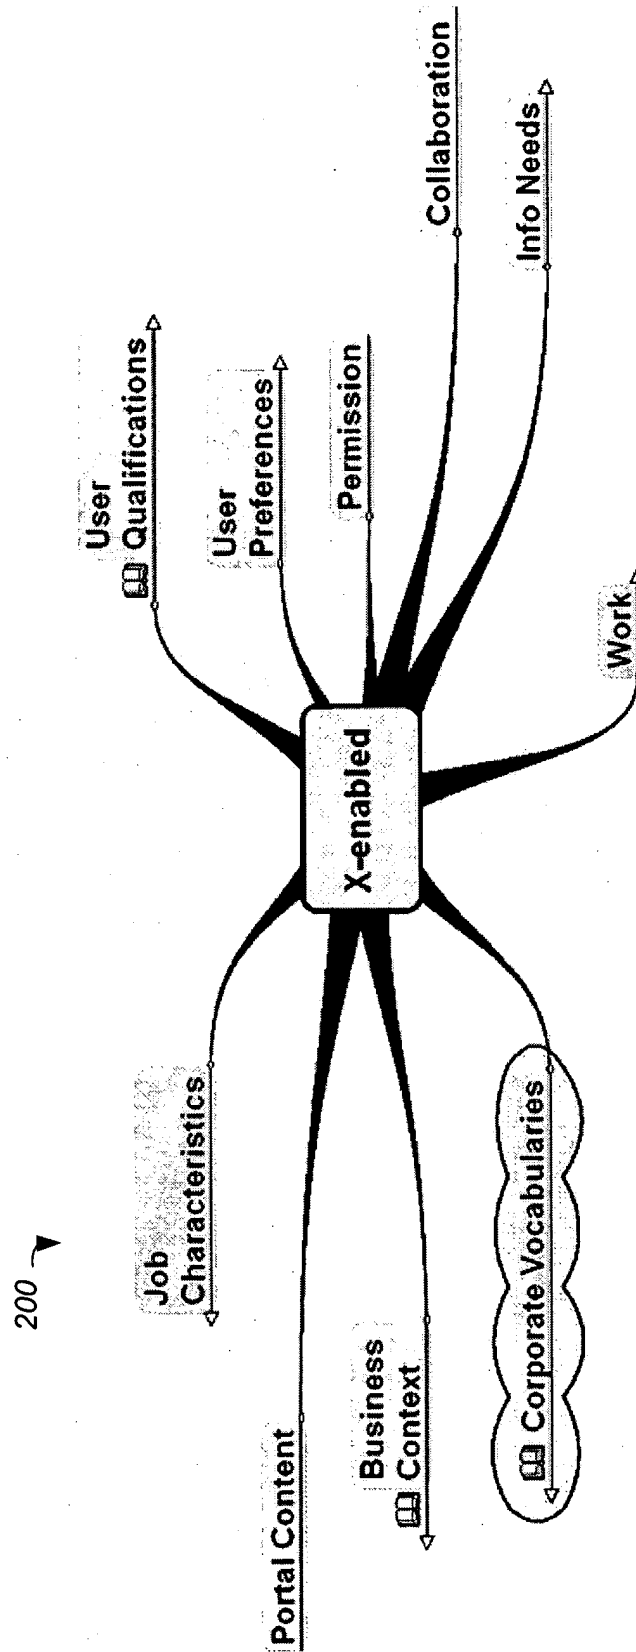 200
Job
Characteristics
User
Qualifications
Portal Content
User
Preferences
X-enabled
Permission
Business
Context
Collaboration
Corporate Vocabularies
Info Needs
Work